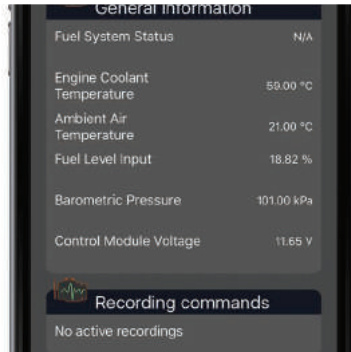 General Information
Fuel System Status N/A
Engine Coolant
Temperature 59.00 °C
Ambient Air
Temperature 21.00 °C
Fuel Level Input 18.82 %
Barometric Pressure 101.00 kPa
Control Module Voltage 11.65 V
Recording commands
No active recordings